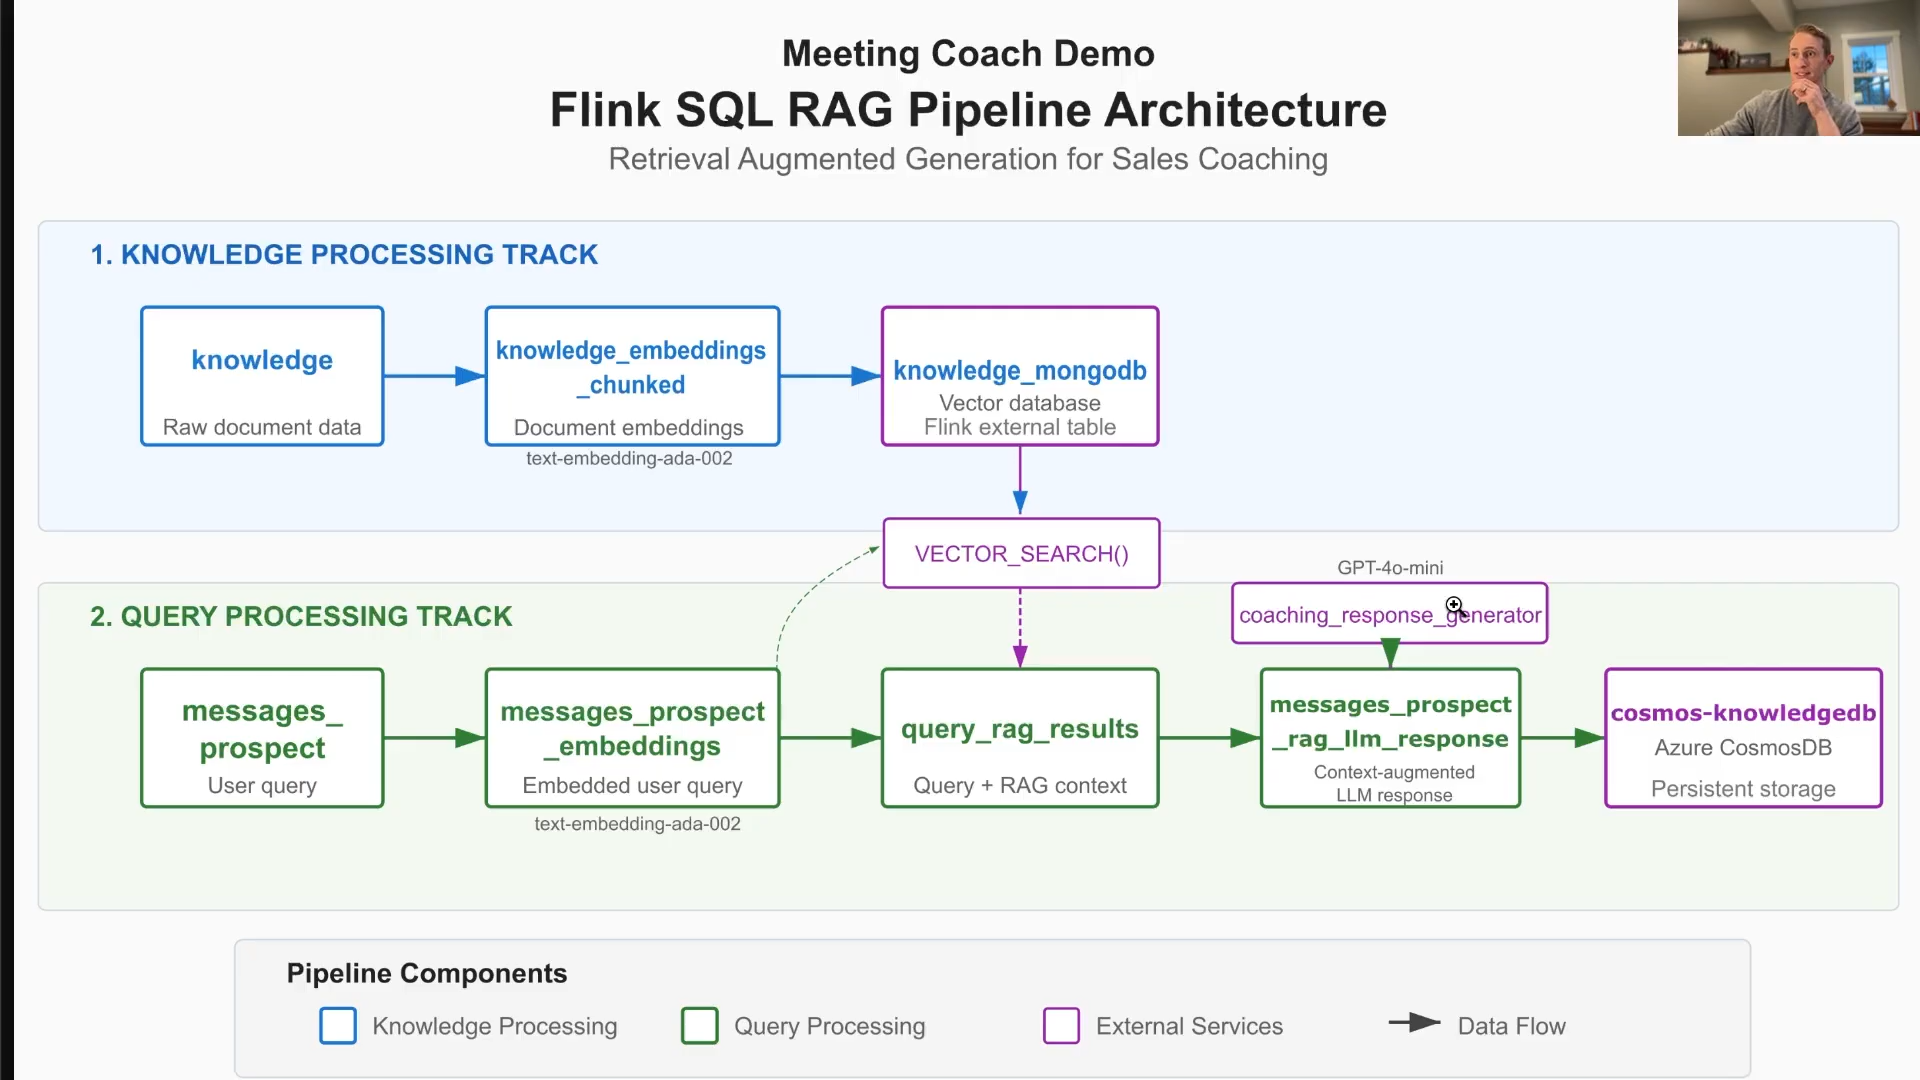 Meeting Coach Demo
Flink SQL RAG Pipeline Architecture
Retrieval Augmented Generation for Sales Coaching
1. KNOWLEDGE PROCESSING TRACK
knowledge
Raw document data
knowledge_embeddings
_chunked
Document embeddings
text-embedding-ada-002
knowledge_mongodb
Vector database
Flink external table
VECTOR_SEARCH()
GPT-4o-mini
coaching_response_generator
2. QUERY PROCESSING TRACK
messages_
prospect
User query
messages_prospect
_embeddings
Embedded user query
text-embedding-ada-002
query_rag_results
Query + RAG context
messages_prospect
_rag_llm_response
Context-augmented
LLM response
cosmos-knowledgedb
Azure CosmosDB
Persistent storage
Pipeline Components
Knowledge Processing
Query Processing
External Services
Data Flow